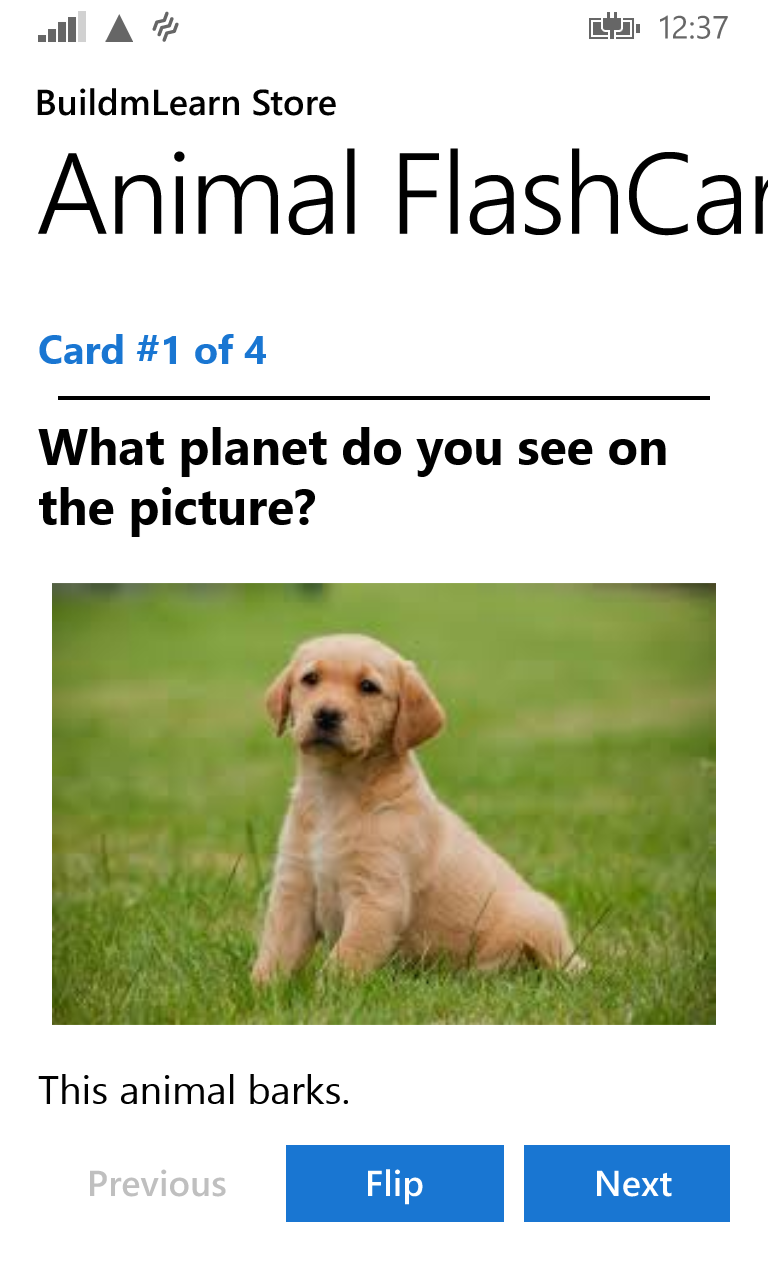 12:37
BuildmLearn Store
Animal FlashCar
Card #1 of 4
What planet do you see on
the picture?
This animal barks.
Previous Flip Next